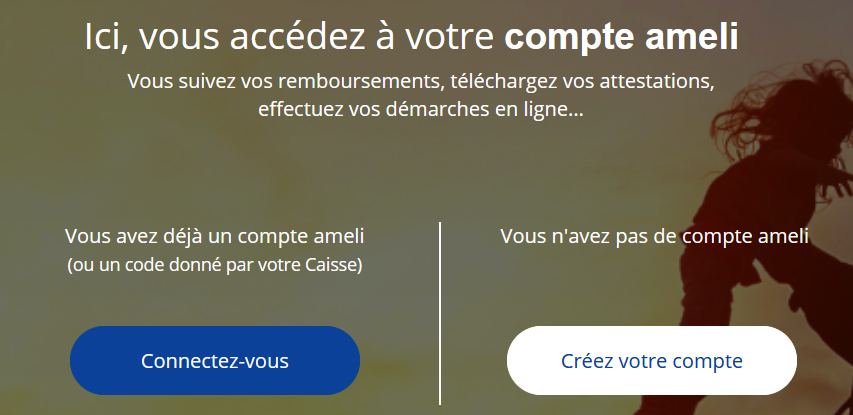 Ici, vous accédez à votre compte ameli
Vous suivez vos remboursements, téléchargez vos attestations,
effectuez vos démarches en ligne...
Vous avez déjà un compte ameli
(ou un code donné par votre Caisse)
Connectez-vous
Vous n'avez pas de compte ameli
Créez votre compte